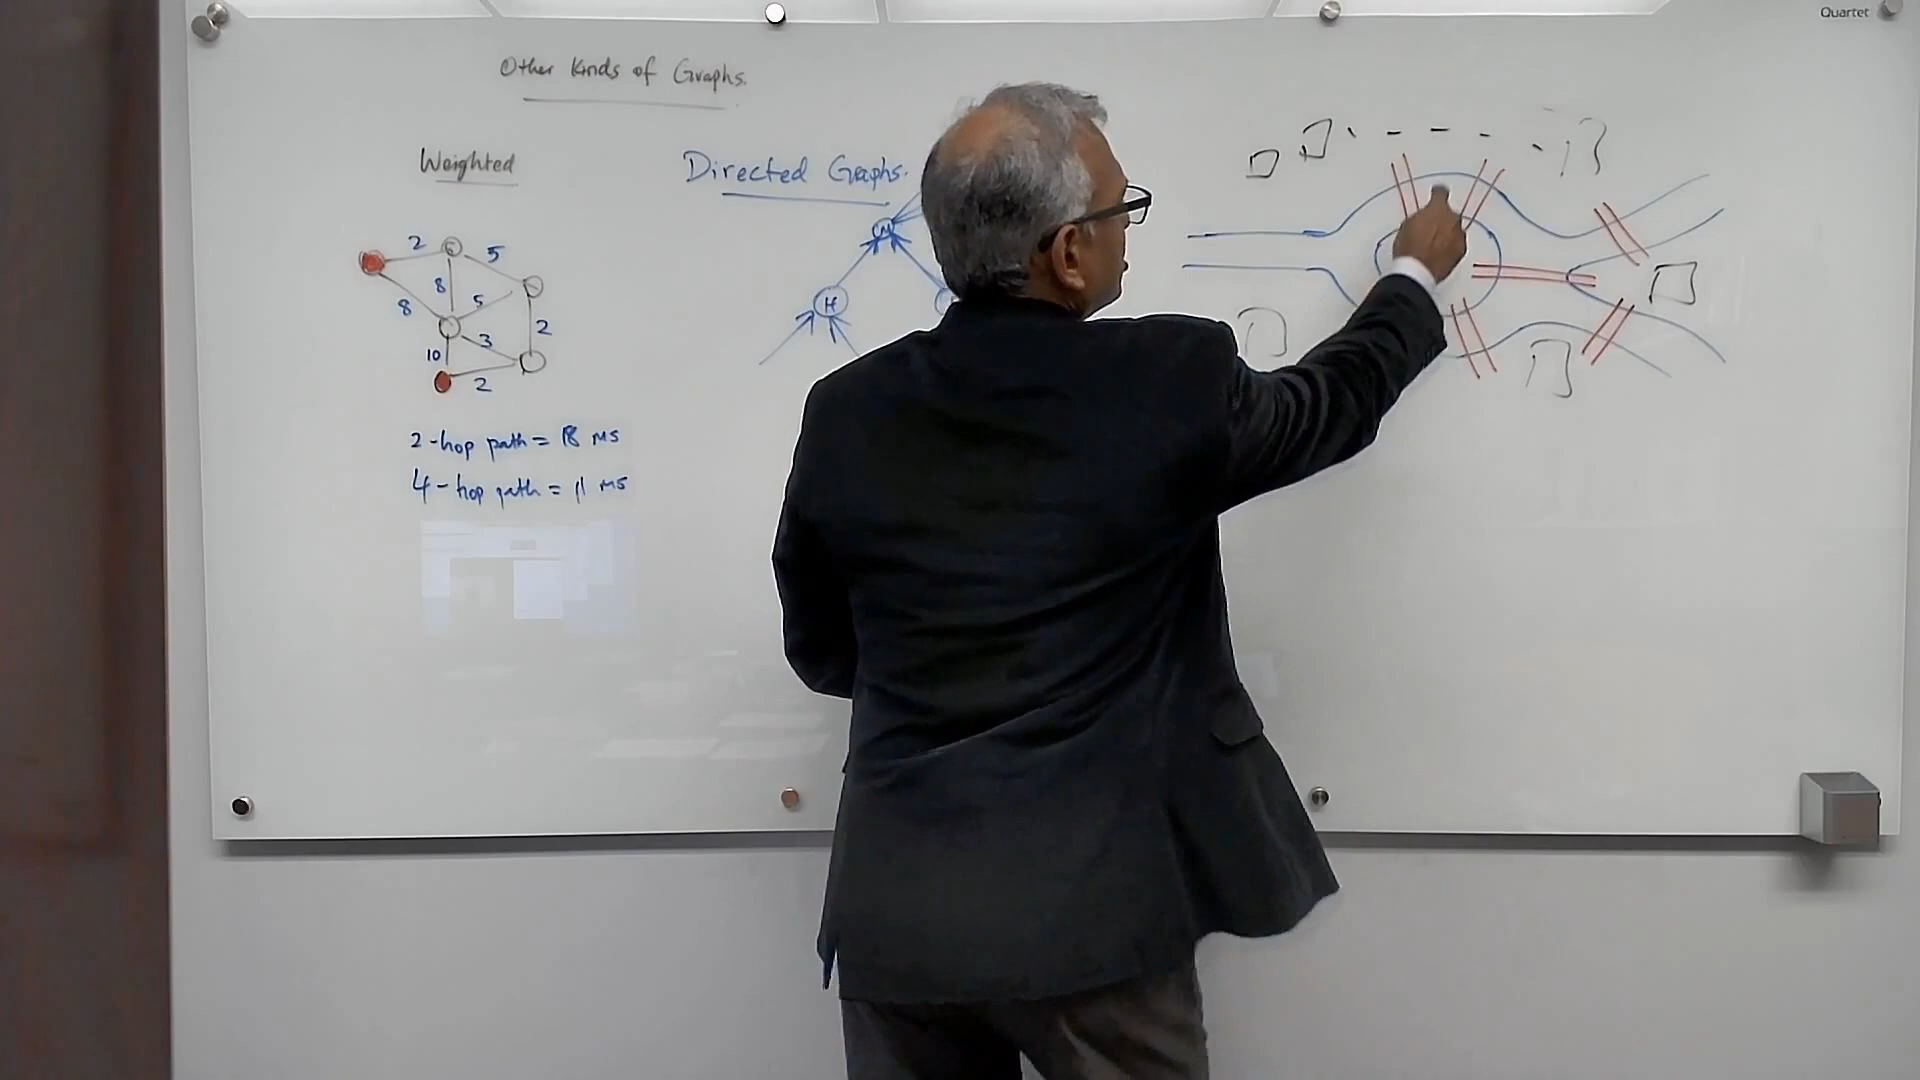 Quartet
Other Kinds of Graphs.
Weighted
Directed Graphs.
2
5
8
8
5
2
3
10
2
H
2-hop path = 18 ms
4-hop path = 11 ms